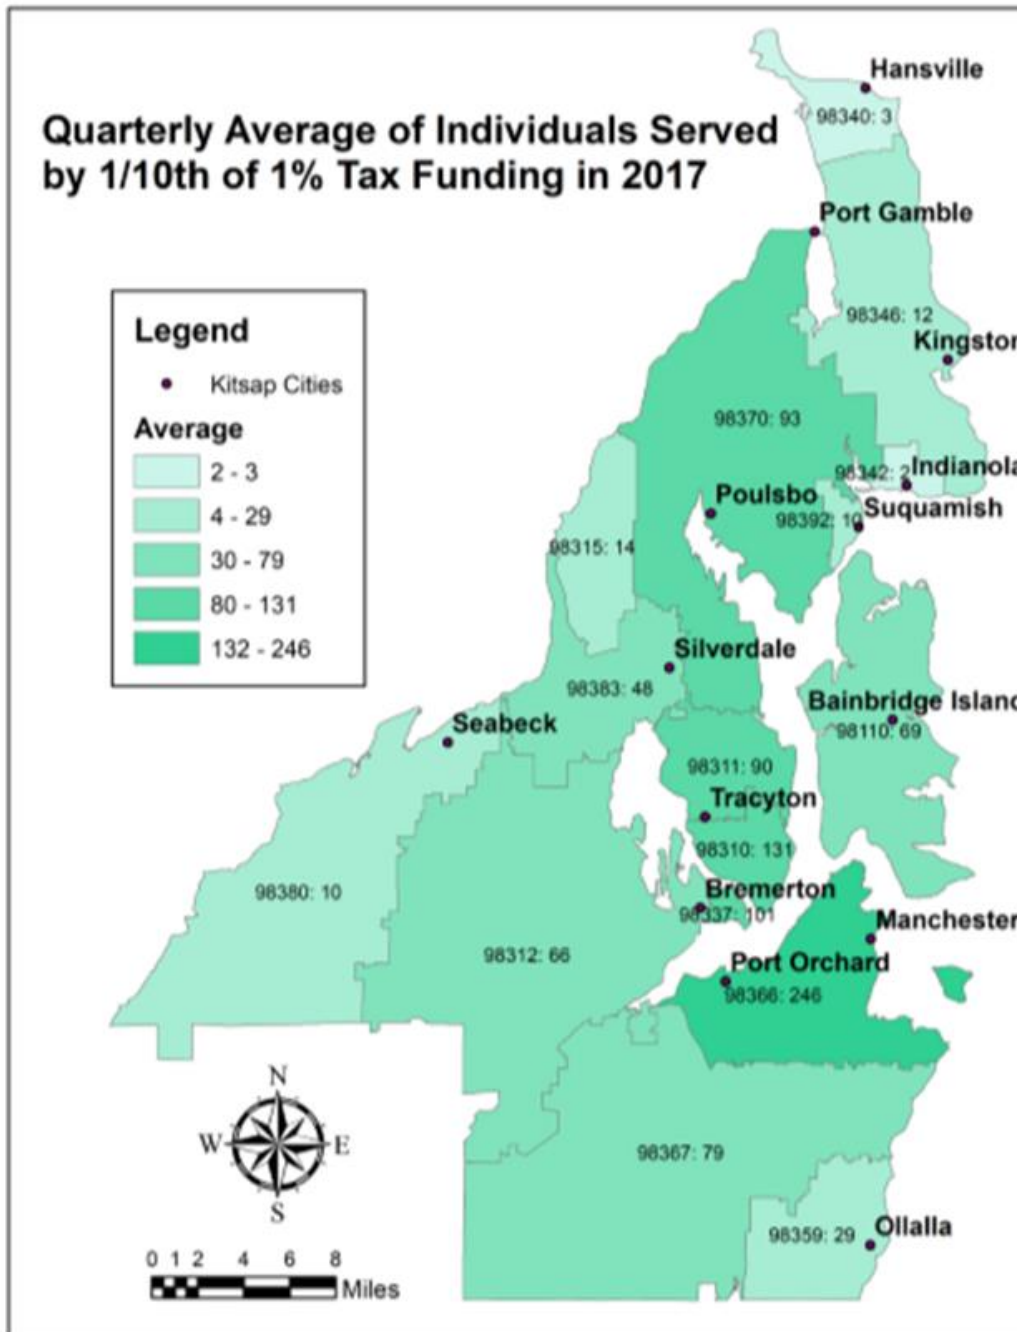 Hansville
98340: 3
Quarterly Average of Individuals Served
by 1/10th of 1% Tax Funding in 2017
Port Gamble
98346: 12
Kingston
Legend
Kitsap Cities
Average
2 - 3
4 - 29
30 - 79
80 - 131
132 - 246
98370: 93
98342: 2
Indianola
Poulsbo
98392: 10
Suquamish
98315: 14
Silverdale
98383: 48
Seabeck
Bainbridge Island
98110: 69
98311: 90
Tracyton
98310: 131
98380: 10
Bremerton
98337: 101
Manchester
98312: 66
Port Orchard
98366: 246
N
W
E
S
98367: 79
98359: 29
Ollalla
0 1 2 4 6 8
Miles